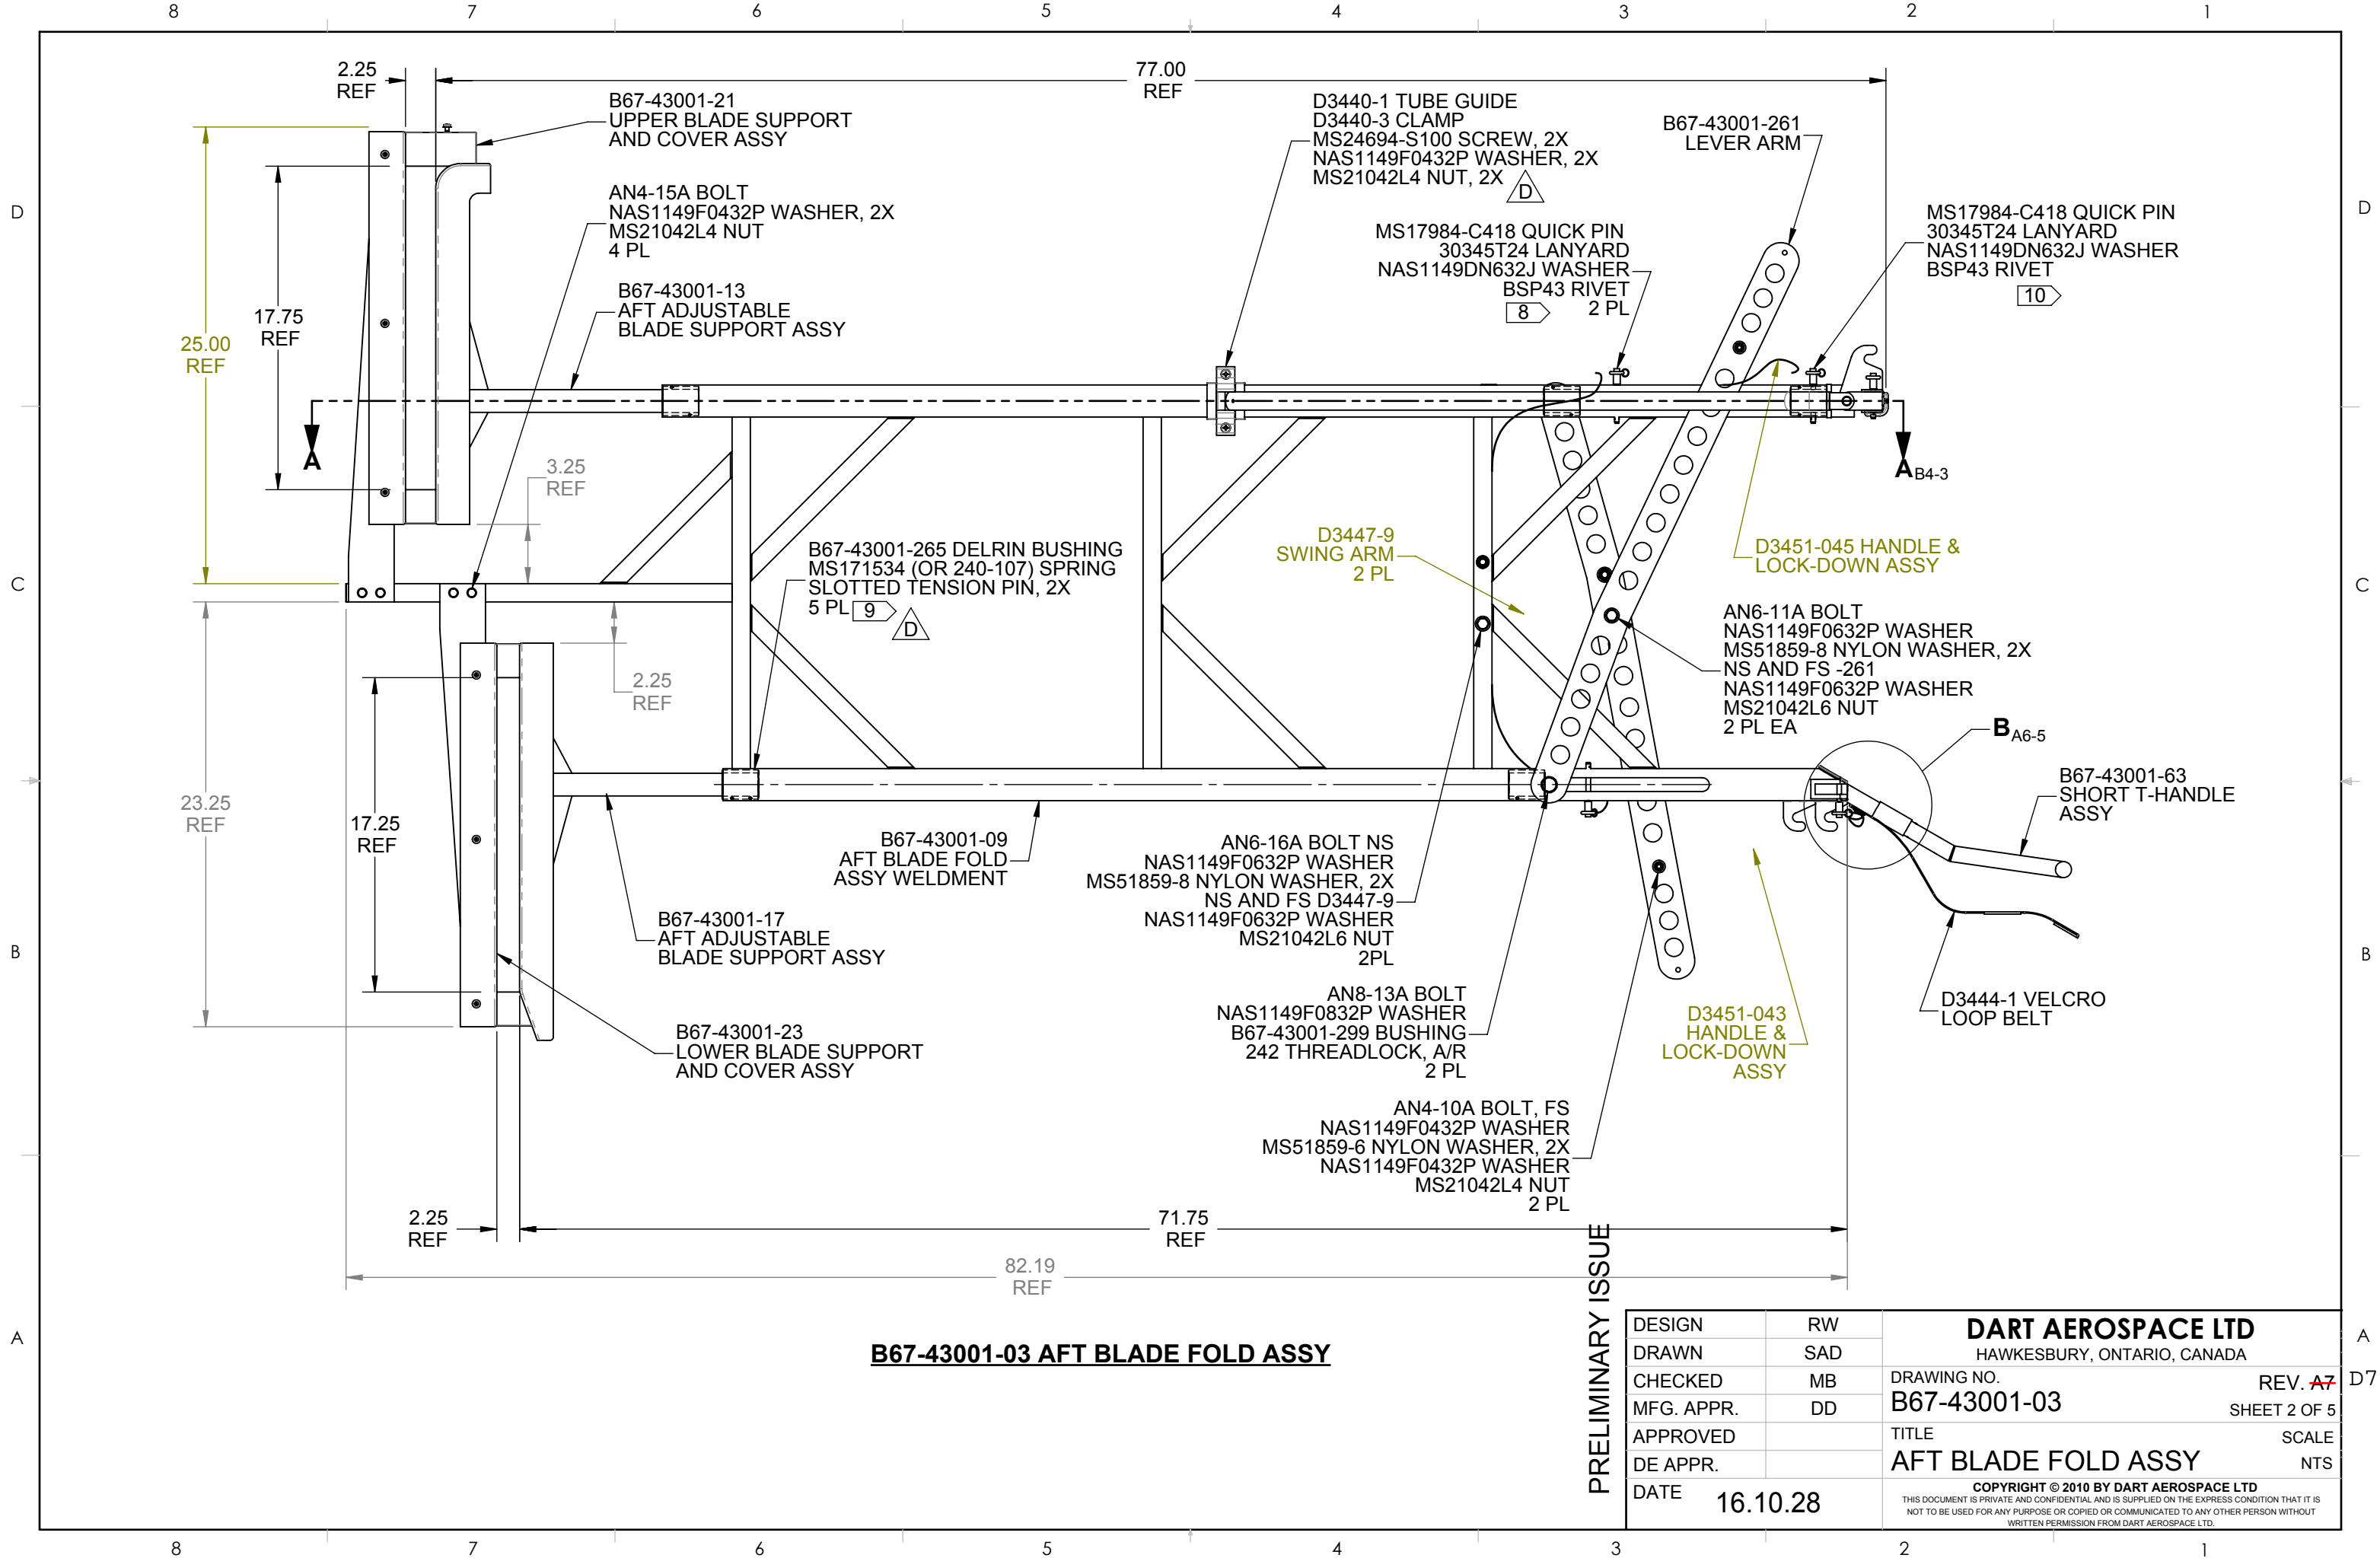 8 7 6 5 4 3 2 1
2.25
REF
77.00
REF
B67-43001-21
UPPER BLADE SUPPORT
AND COVER ASSY
D3440-1 TUBE GUIDE
D3440-3 CLAMP
MS24694-S100 SCREW, 2X
NAS1149F0432P WASHER, 2X
MS21042L4 NUT, 2X
D
B67-43001-261
LEVER ARM
AN4-15A BOLT
NAS1149F0432P WASHER, 2X
MS21042L4 NUT
4 PL
D
D
MS17984-C418 QUICK PIN
30345T24 LANYARD
NAS1149DN632J WASHER
BSP43 RIVET
8 2 PL
MS17984-C418 QUICK PIN
30345T24 LANYARD
NAS1149DN632J WASHER
BSP43 RIVET
10
B67-43001-13
AFT ADJUSTABLE
BLADE SUPPORT ASSY
17.75
REF
25.00
REF
A
A B4-3
3.25
REF
B67-43001-265 DELRIN BUSHING
MS171534 (OR 240-107) SPRING
SLOTTED TENSION PIN, 2X
5 PL 9
D
D3447-9
SWING ARM
2 PL
D3451-045 HANDLE &
LOCK-DOWN ASSY
C
C
AN6-11A BOLT
NAS1149F0632P WASHER
MS51859-8 NYLON WASHER, 2X
NS AND FS -261
NAS1149F0632P WASHER
MS21042L6 NUT
2 PL EA
2.25
REF
B A6-5
B67-43001-63
SHORT T-HANDLE
ASSY
23.25
REF
17.25
REF
B67-43001-09
AFT BLADE FOLD
ASSY WELDMENT
AN6-16A BOLT NS
NAS1149F0632P WASHER
MS51859-8 NYLON WASHER, 2X
NS AND FS D3447-9
NAS1149F0632P WASHER
MS21042L6 NUT
2PL
B67-43001-17
AFT ADJUSTABLE
BLADE SUPPORT ASSY
B
B
AN8-13A BOLT
NAS1149F0832P WASHER
B67-43001-299 BUSHING
242 THREADLOCK, A/R
2 PL
D3451-043
HANDLE &
LOCK-DOWN
ASSY
D3444-1 VELCRO
LOOP BELT
B67-43001-23
LOWER BLADE SUPPORT
AND COVER ASSY
AN4-10A BOLT, FS
NAS1149F0432P WASHER
MS51859-6 NYLON WASHER, 2X
NAS1149F0432P WASHER
MS21042L4 NUT
2 PL
2.25
REF
71.75
REF
82.19
REF
B67-43001-03 AFT BLADE FOLD ASSY
PRELIMINARY ISSUE
A
A
DESIGN RW
DRAWN SAD
CHECKED MB
MFG. APPR. DD
APPROVED
DE APPR.
DATE 16.10.28
DART AEROSPACE LTD
HAWKESBURY, ONTARIO, CANADA
DRAWING NO.
B67-43001-03
REV. A7 D7
SHEET 2 OF 5
TITLE
AFT BLADE FOLD ASSY
SCALE
NTS
COPYRIGHT © 2010 BY DART AEROSPACE LTD
THIS DOCUMENT IS PRIVATE AND CONFIDENTIAL AND IS SUPPLIED ON THE EXPRESS CONDITION THAT IT IS
NOT TO BE USED FOR ANY PURPOSE OR COPIED OR COMMUNICATED TO ANY OTHER PERSON WITHOUT
WRITTEN PERMISSION FROM DART AEROSPACE LTD.
8 7 6 5 4 3 2 1